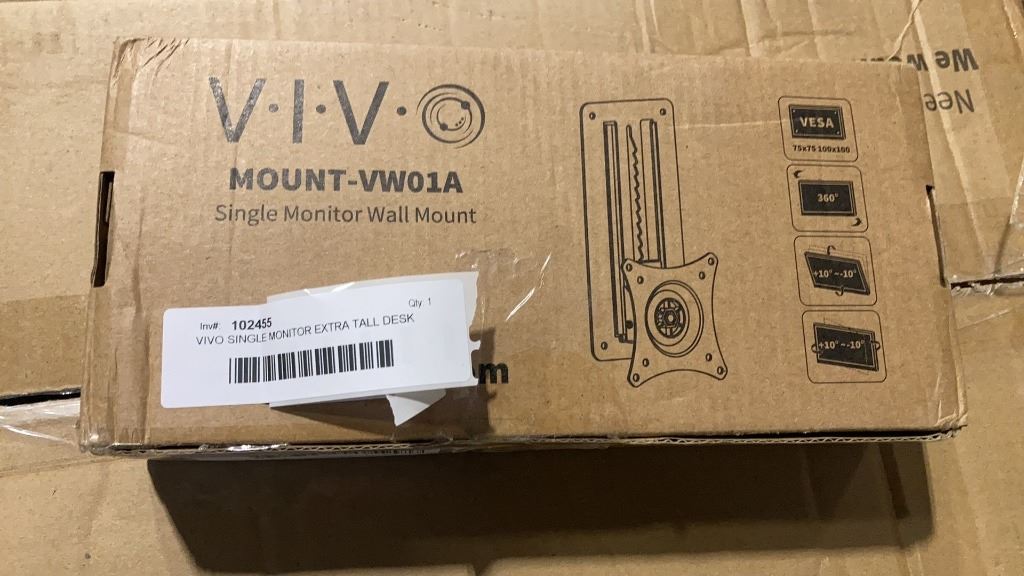 V·I·V·O
MOUNT-VW01A
Single Monitor Wall Mount
Inv#: 102455
Qty: 1
VIVO SINGLE MONITOR EXTRA TALL DESK
m
VESA
75x75 100x100
360°
+10° ~-10°
+10° ~-10°
Nee
We